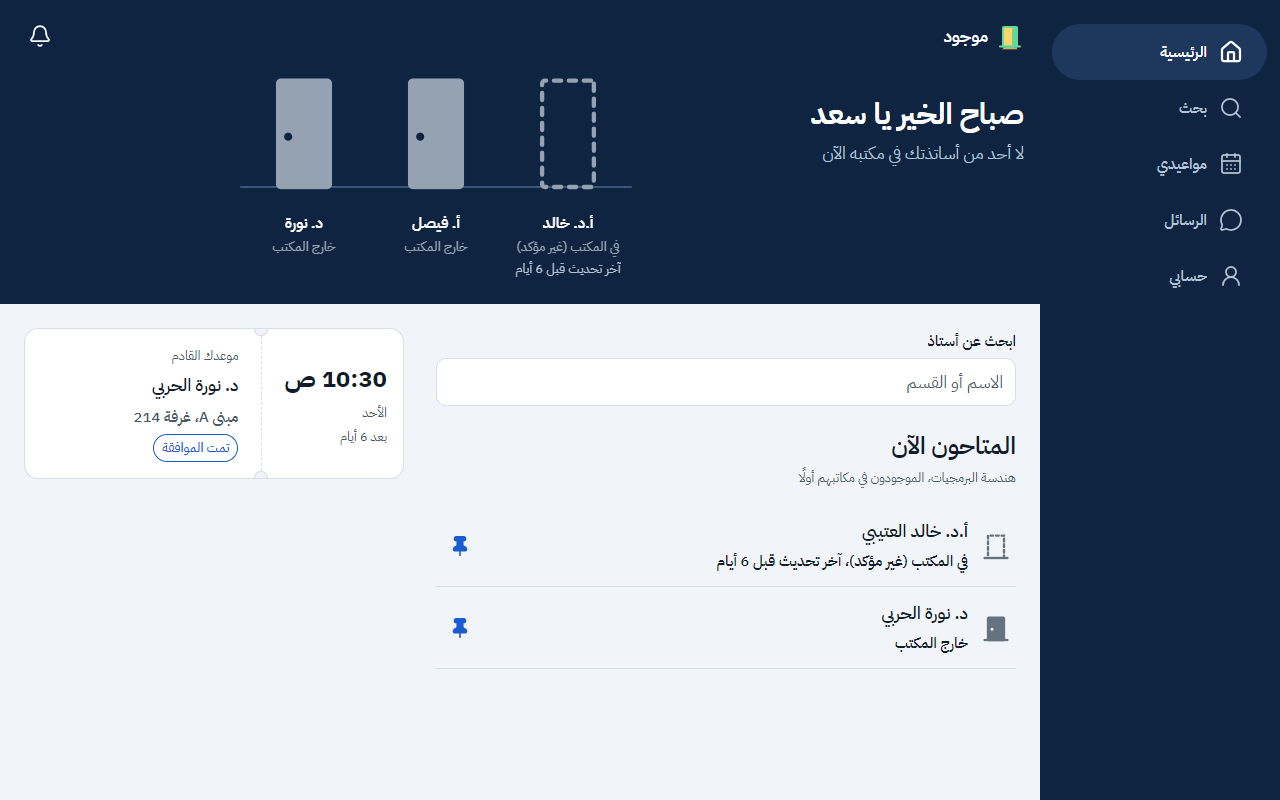 الرئيسية
بحث
مواعيدي
الرسائل
حسابي
موجود
صباح الخير يا سعد
لا أحد من أساتذتك في مكتبه الآن
أ.د. خالد
في المكتب (غير مؤكد)
آخر تحديث قبل 6 أيام
أ. فيصل
خارج المكتب
د. نورة
خارج المكتب
ابحث عن أستاذ
الاسم أو القسم
المتاحون الآن
هندسة البرمجيات، الموجودون في مكاتبهم أولًا
أ.د. خالد العتيبي
في المكتب (غير مؤكد)، آخر تحديث قبل 6 أيام
د. نورة الحربي
خارج المكتب
10:30 ص
الأحد
بعد 6 أيام
موعدك القادم
د. نورة الحربي
مبنى A، غرفة 214
تمت الموافقة